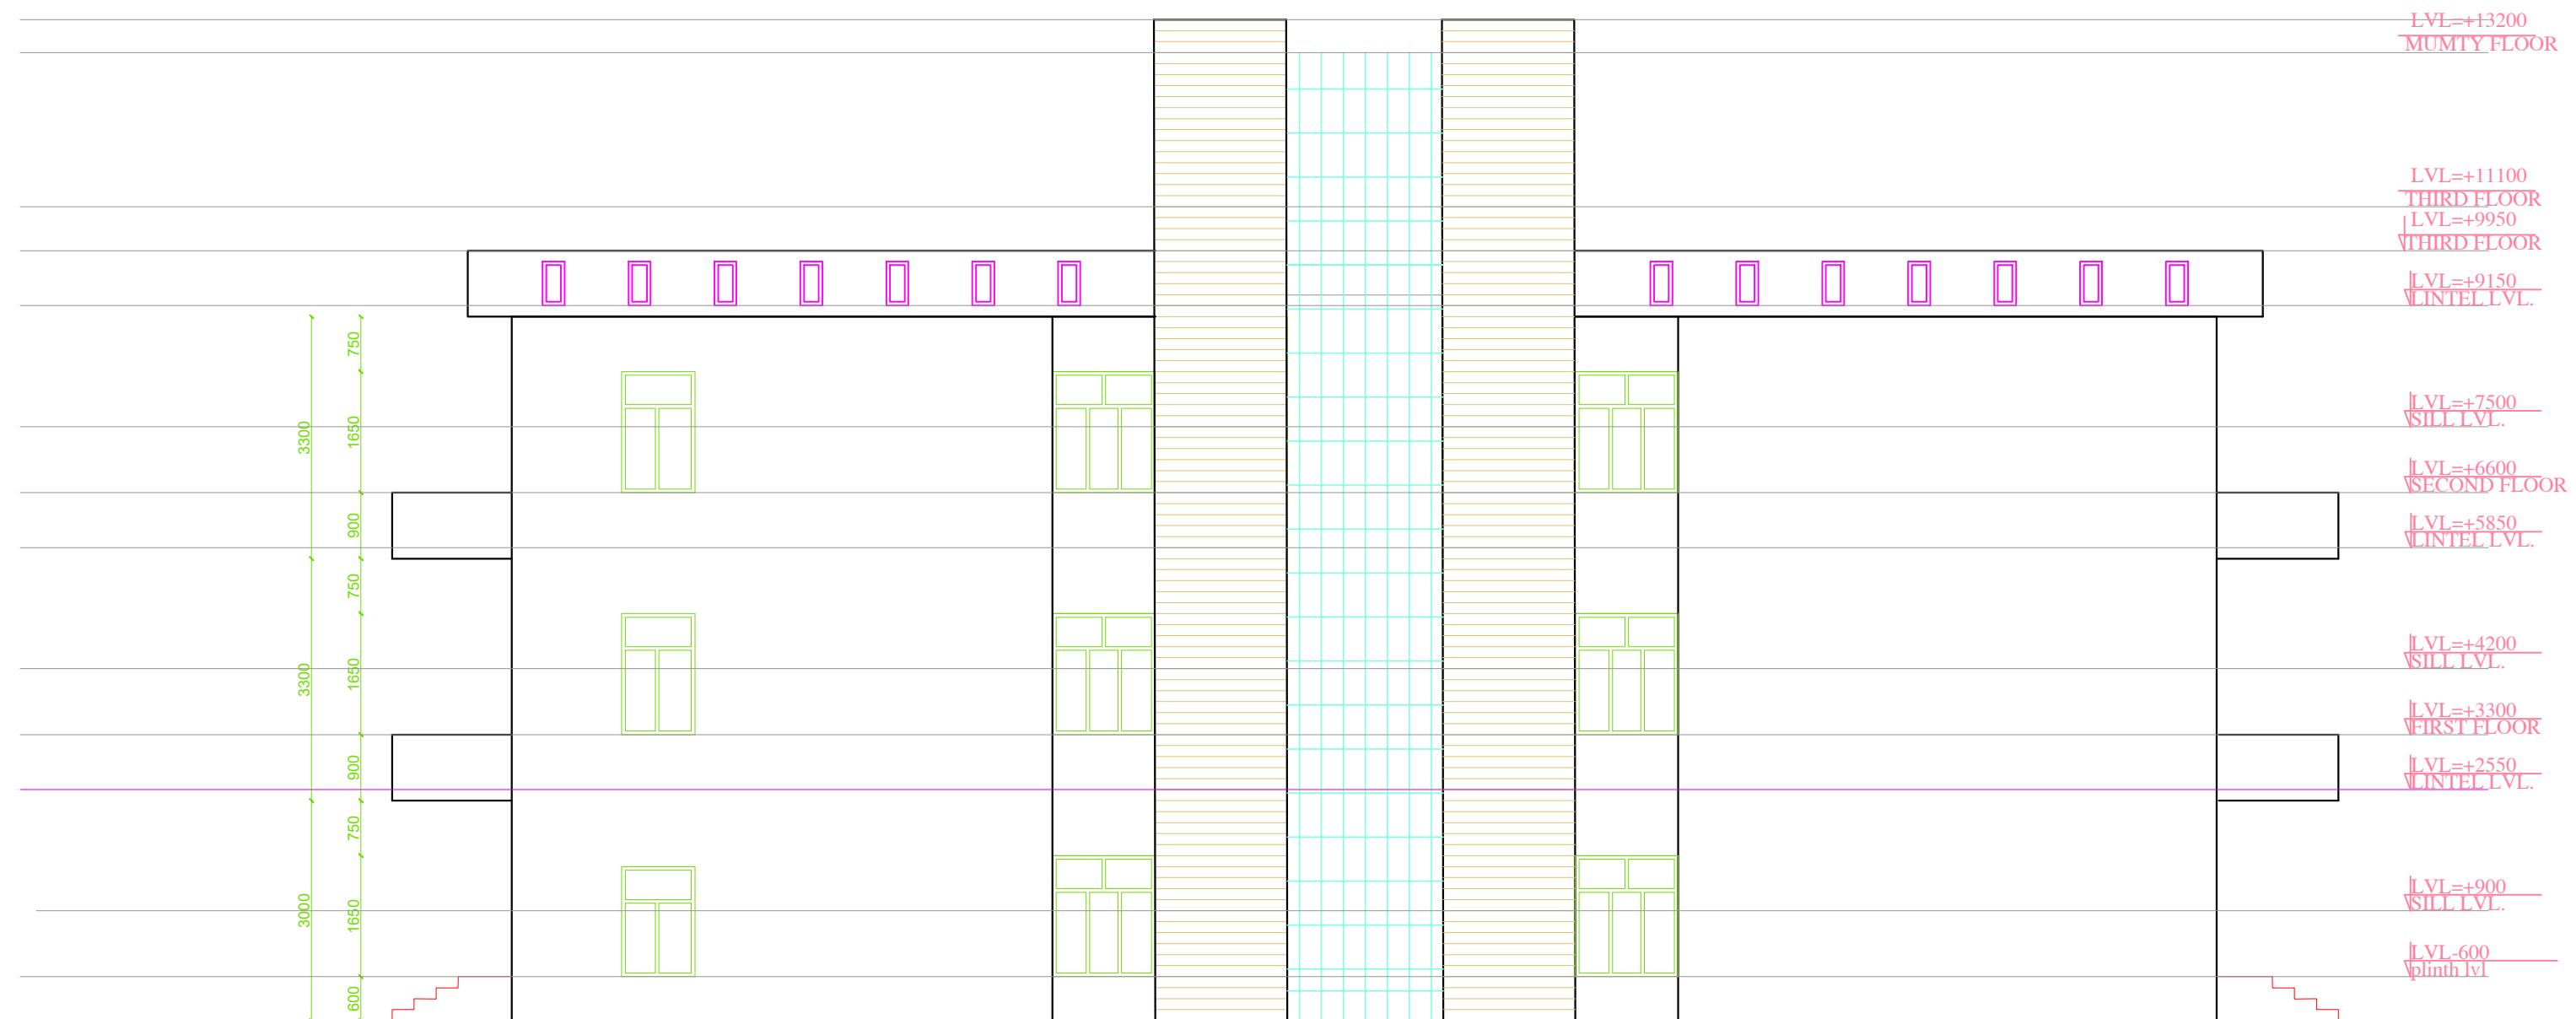 LVL=+13200
MUMTY FLOOR
LVL=+11100
THIRD FLOOR
LVL=+9950
THIRD FLOOR
LVL=+9150
LINTEL LVL.
LVL=+7500
SILL LVL.
LVL=+6600
SECOND FLOOR
LVL=+5850
LINTEL LVL.
LVL=+4200
SILL LVL.
LVL=+3300
FIRST FLOOR
LVL=+2550
LINTEL LVL.
LVL=+900
SILL LVL.
LVL-600
plinth lvl
3300
3300
3000
750
1650
900
750
1650
900
750
1650
600